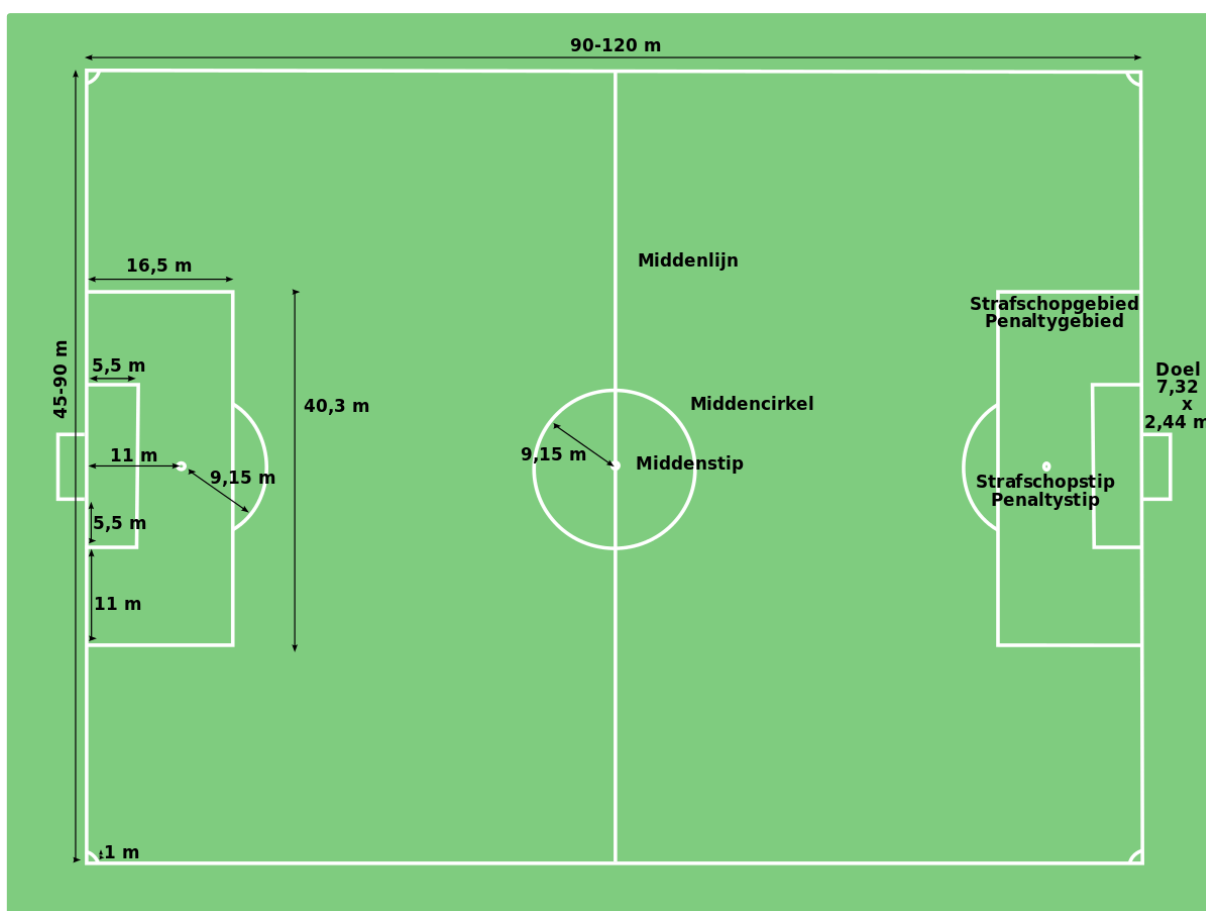 90-120 m
Middenlijn
16,5 m
Strafschopgebied
Penaltygebied
45-90 m
5,5 m
Doel
7,32
x
2,44 m
40,3 m
Middencirkel
11 m
9,15 m
Middenstip
9,15 m
Strafschopstip
Penaltystip
5,5 m
11 m
1 m